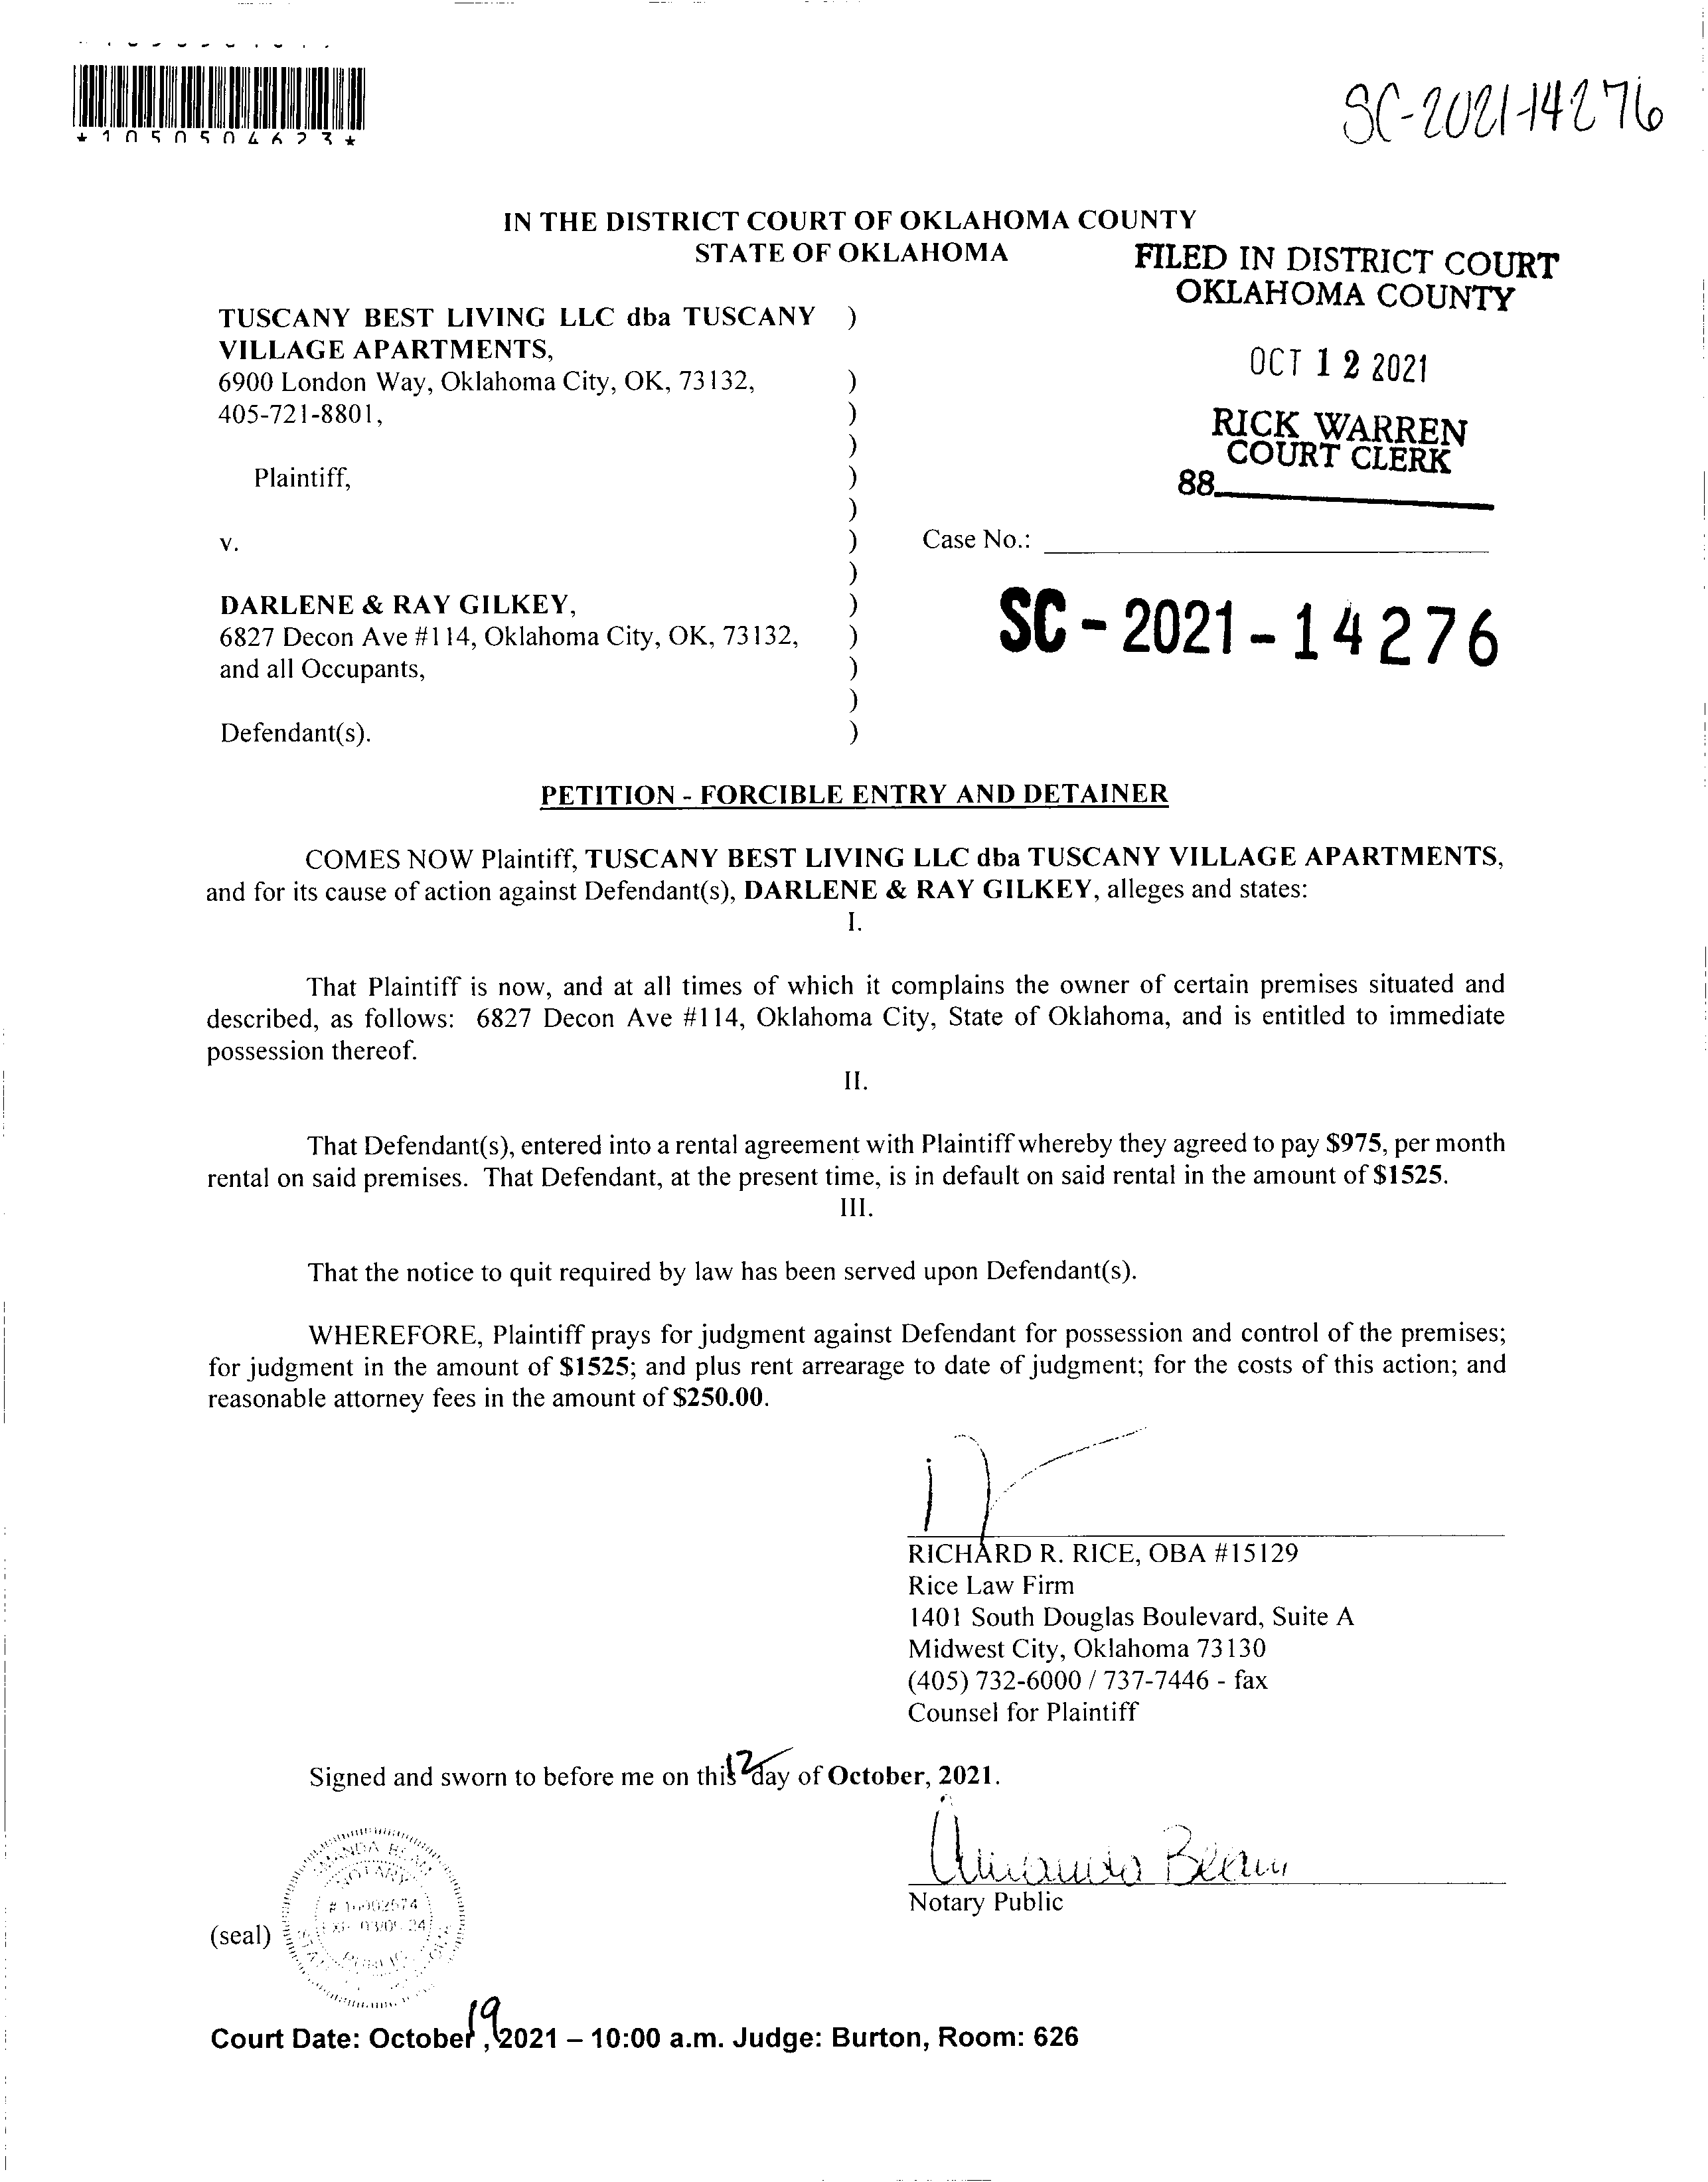 *1050504623*
SC-2021-14276
IN THE DISTRICT COURT OF OKLAHOMA COUNTY
STATE OF OKLAHOMA
FILED IN DISTRICT COURT
OKLAHOMA COUNTY
OCT 12 2021
RICK WARREN
COURT CLERK
88
TUSCANY BEST LIVING LLC dba TUSCANY )
VILLAGE APARTMENTS,
6900 London Way, Oklahoma City, OK, 73132, )
405-721-8801, )
)
Plaintiff, )
)
v. ) Case No.:
)
DARLENE & RAY GILKEY, )
6827 Decon Ave #114, Oklahoma City, OK, 73132, )
and all Occupants, )
)
Defendant(s). )
SC-2021-14276
PETITION - FORCIBLE ENTRY AND DETAINER
COMES NOW Plaintiff, TUSCANY BEST LIVING LLC dba TUSCANY VILLAGE APARTMENTS,
and for its cause of action against Defendant(s), DARLENE & RAY GILKEY, alleges and states:
I.
That Plaintiff is now, and at all times of which it complains the owner of certain premises situated and
described, as follows: 6827 Decon Ave #114, Oklahoma City, State of Oklahoma, and is entitled to immediate
possession thereof.
II.
That Defendant(s), entered into a rental agreement with Plaintiff whereby they agreed to pay $975, per month
rental on said premises. That Defendant, at the present time, is in default on said rental in the amount of $1525.
III.
That the notice to quit required by law has been served upon Defendant(s).
WHEREFORE, Plaintiff prays for judgment against Defendant for possession and control of the premises;
for judgment in the amount of $1525; and plus rent arrearage to date of judgment; for the costs of this action; and
reasonable attorney fees in the amount of $250.00.
RICHARD R. RICE, OBA #15129
Rice Law Firm
1401 South Douglas Boulevard, Suite A
Midwest City, Oklahoma 73130
(405) 732-6000 / 737-7446 - fax
Counsel for Plaintiff
Signed and sworn to before me on this 12 day of October, 2021.
Amanda Beam
Notary Public
NOTARY
(seal)
Court Date: October 19, 2021 – 10:00 a.m. Judge: Burton, Room: 626